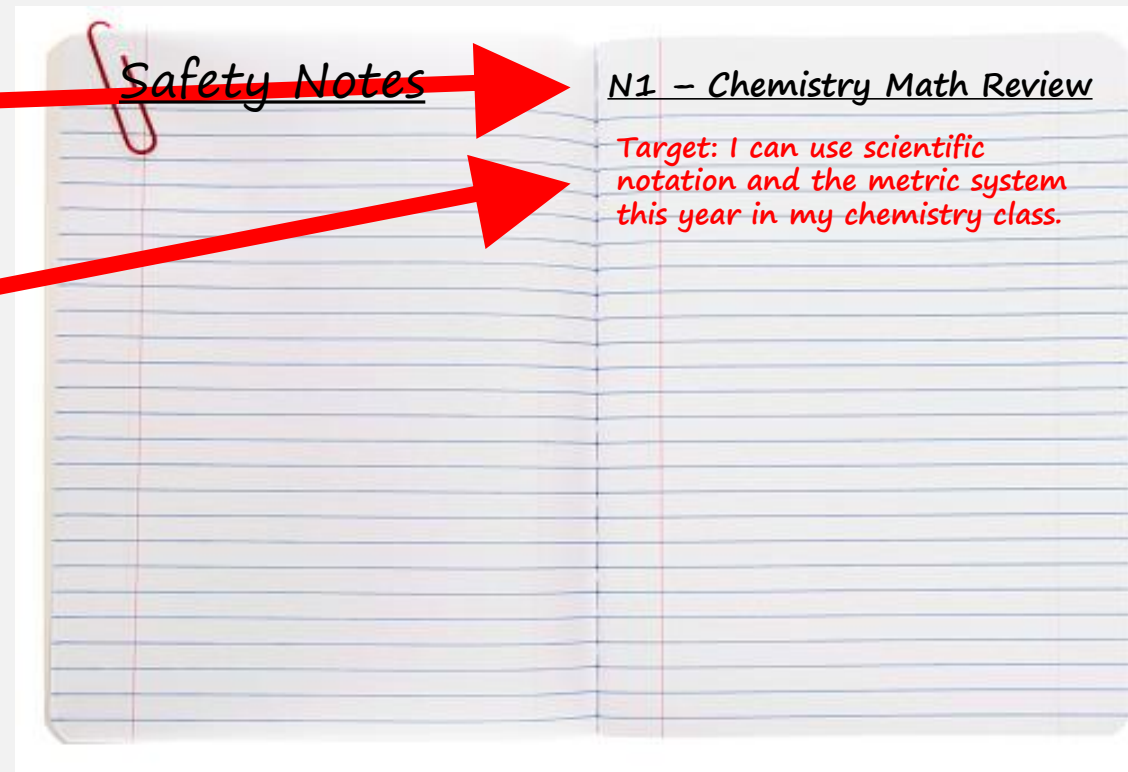 Safety Notes
N1 – Chemistry Math Review
Target: I can use scientific
notation and the metric system
this year in my chemistry class.